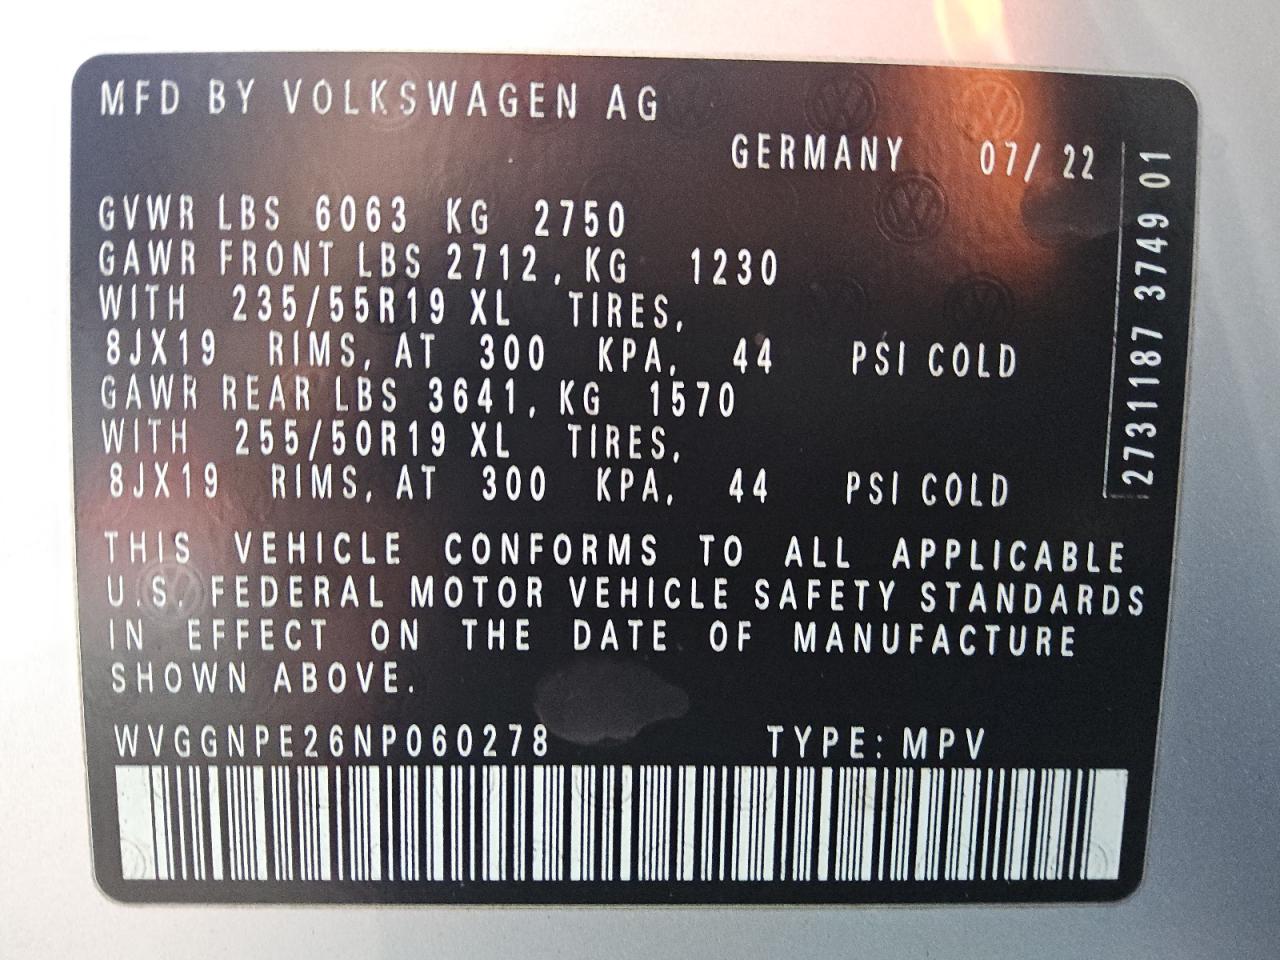 MFD BY VOLKSWAGEN AG
GERMANY 07/ 22
GVWR LBS 6063 KG 2750
GAWR FRONT LBS 2712, KG 1230
WITH 235/55R19 XL TIRES,
8JX19 RIMS, AT 300 KPA, 44 PSI COLD
GAWR REAR LBS 3641, KG 1570
WITH 255/50R19 XL TIRES,
8JX19 RIMS, AT 300 KPA, 44 PSI COLD
THIS VEHICLE CONFORMS TO ALL APPLICABLE
U.S. FEDERAL MOTOR VEHICLE SAFETY STANDARDS
IN EFFECT ON THE DATE OF MANUFACTURE
SHOWN ABOVE.
WVGGNPE26NP060278 TYPE: MPV
2731187 3749 01